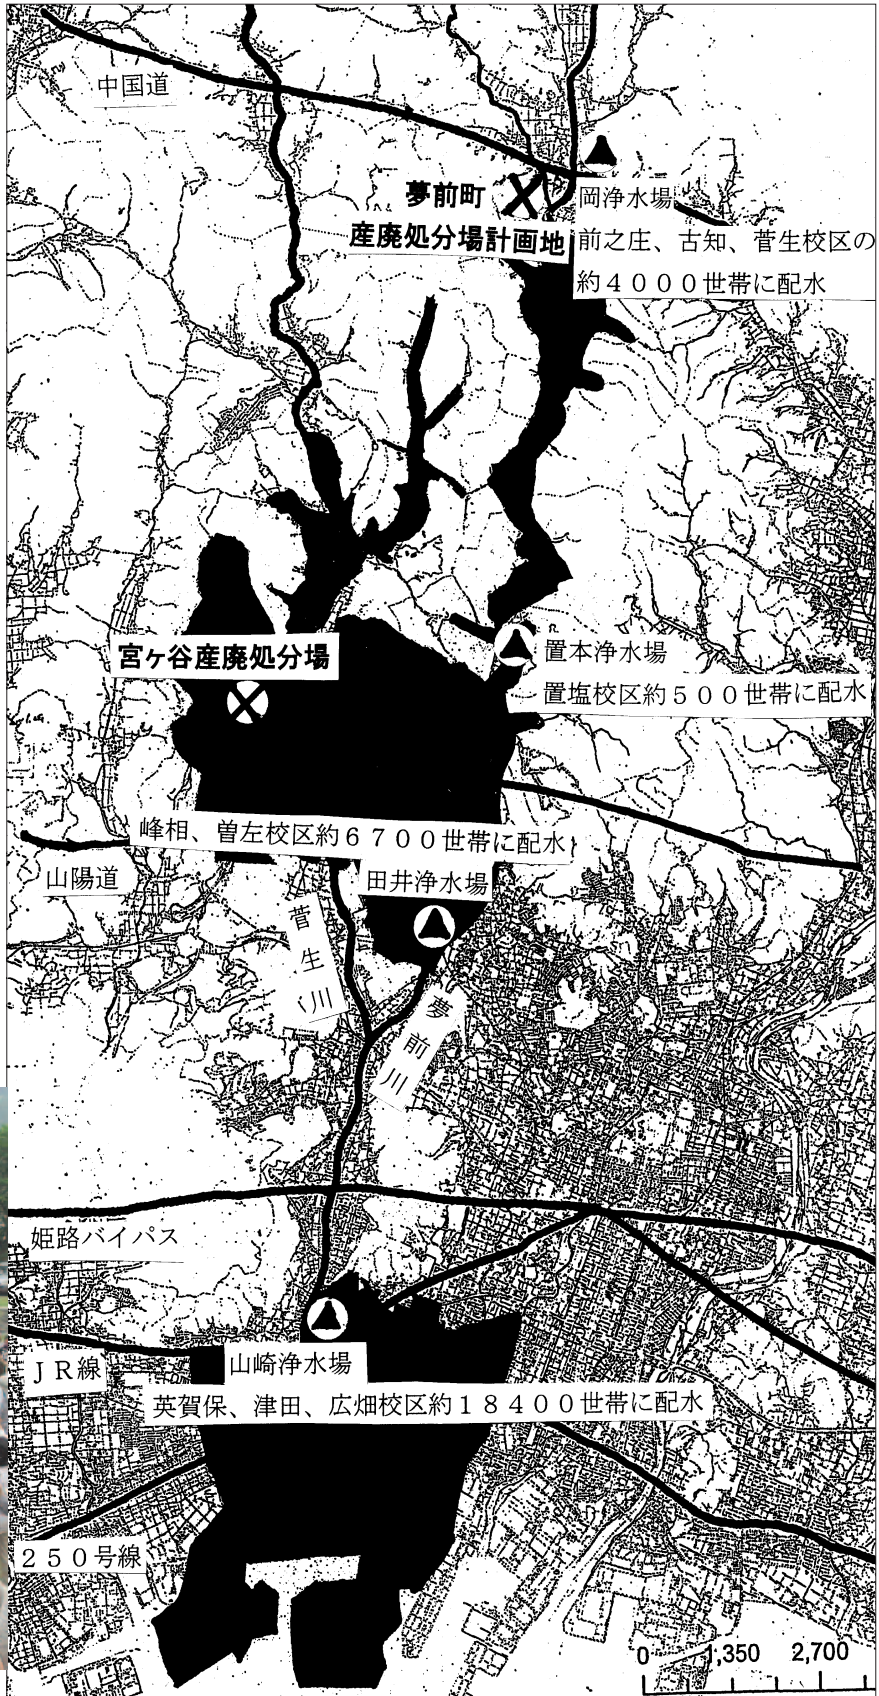 中国道
夢前町
産廃処分場計画地
岡浄水場
前之庄、古知、菅生校区の
約４０００世帯に配水
宮ヶ谷産廃処分場
置本浄水場
置塩校区約５００世帯に配水
峰相、曽左校区約６７００世帯に配水
山陽道
田井浄水場
菅生川
夢前川
姫路バイパス
ＪＲ線
山崎浄水場
英賀保、津田、広畑校区約１８４００世帯に配水
２５０号線
0 1,350 2,700